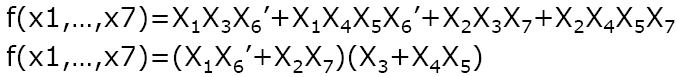 f(x1,…,x7)=X₁X₃X₆’+X₁X₄X₅X₆’+X₂X₃X₇+X₂X₄X₅X₇
f(x1,…,x7)=(X₁X₆’+X₂X₇)(X₃+X₄X₅)